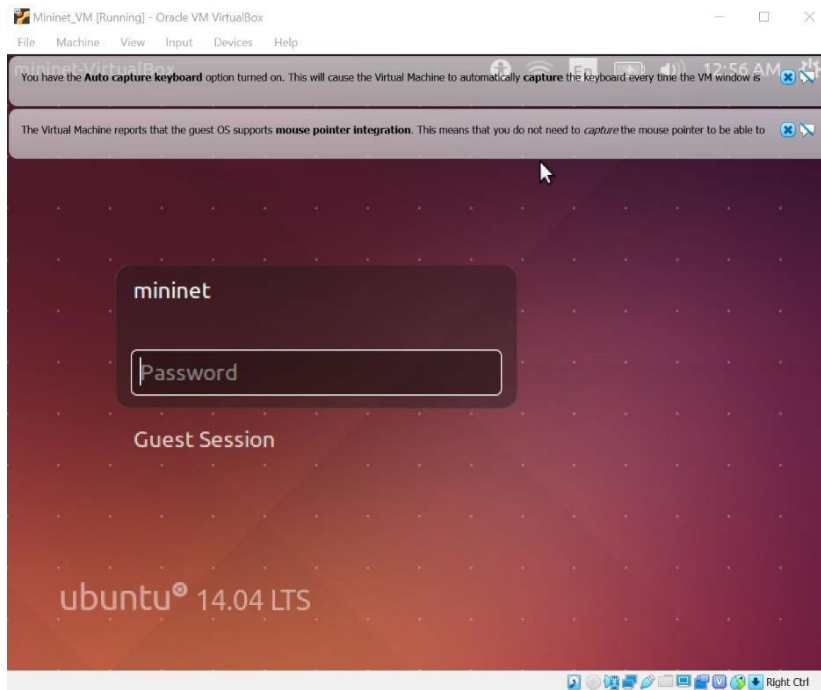 Mininet_VM [Running] - Oracle VM VirtualBox
File Machine View Input Devices Help
mininet-VirtualBox En 12:56 AM
You have the Auto capture keyboard option turned on. This will cause the Virtual Machine to automatically capture the keyboard every time the VM window is
The Virtual Machine reports that the guest OS supports mouse pointer integration. This means that you do not need to capture the mouse pointer to be able to
mininet
Password
Guest Session
ubuntu® 14.04 LTS
Right Ctrl